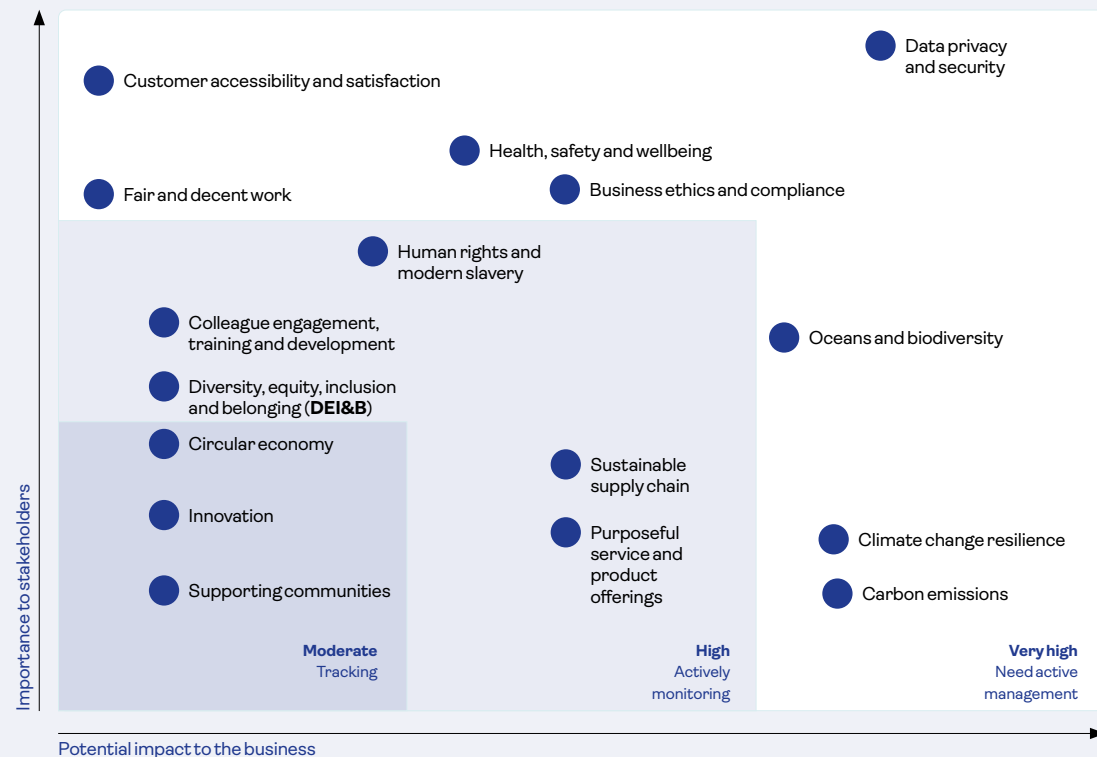 Data privacy
and security
Customer accessibility and satisfaction
Health, safety and wellbeing
Business ethics and compliance
Fair and decent work
Human rights and
modern slavery
Colleague engagement,
training and development
Oceans and biodiversity
Diversity, equity, inclusion
and belonging (DEI&B)
Circular economy
Sustainable
supply chain
Innovation
Purposeful
service and
product
offerings
Climate change resilience
Supporting communities
Carbon emissions
Moderate
Tracking
High
Actively
monitoring
Very high
Need active
management
Importance to stakeholders
Potential impact to the business